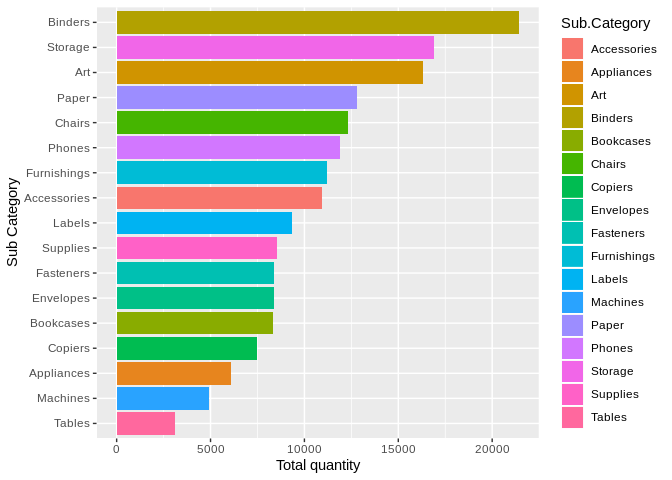 Sub Category
Binders
Storage
Art
Paper
Chairs
Phones
Furnishings
Accessories
Labels
Supplies
Fasteners
Envelopes
Bookcases
Copiers
Appliances
Machines
Tables
0 5000 10000 15000 20000
Total quantity
Sub.Category
Accessories
Appliances
Art
Binders
Bookcases
Chairs
Copiers
Envelopes
Fasteners
Furnishings
Labels
Machines
Paper
Phones
Storage
Supplies
Tables